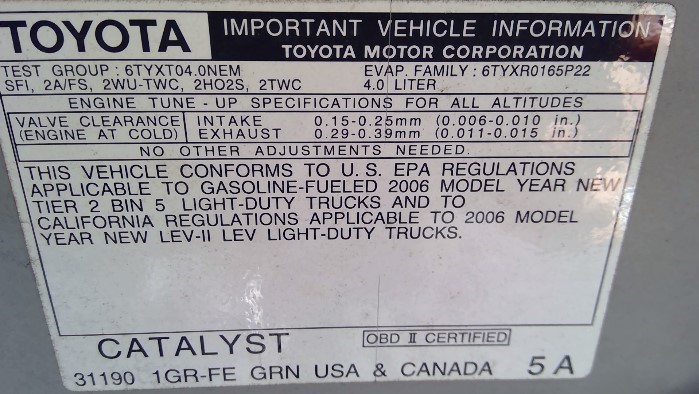 TOYOTA
IMPORTANT VEHICLE INFORMATION
TOYOTA MOTOR CORPORATION
TEST GROUP : 6TYXT04.0NEM EVAP. FAMILY : 6TYXR0165P22
SFI, 2A/FS, 2WU-TWC, 2HO2S, 2TWC 4.0 LITER
ENGINE TUNE - UP SPECIFICATIONS FOR ALL ALTITUDES
VALVE CLEARANCE INTAKE 0.15-0.25mm (0.006-0.010 in.)
(ENGINE AT COLD) EXHAUST 0.29-0.39mm (0.011-0.015 in.)
NO OTHER ADJUSTMENTS NEEDED.
THIS VEHICLE CONFORMS TO U.S. EPA REGULATIONS
APPLICABLE TO GASOLINE-FUELED 2006 MODEL YEAR NEW
TIER 2 BIN 5 LIGHT-DUTY TRUCKS AND TO
CALIFORNIA REGULATIONS APPLICABLE TO 2006 MODEL
YEAR NEW LEV-II LEV LIGHT-DUTY TRUCKS.
CATALYST OBD II CERTIFIED
31190 1GR-FE GRN USA & CANADA 5A